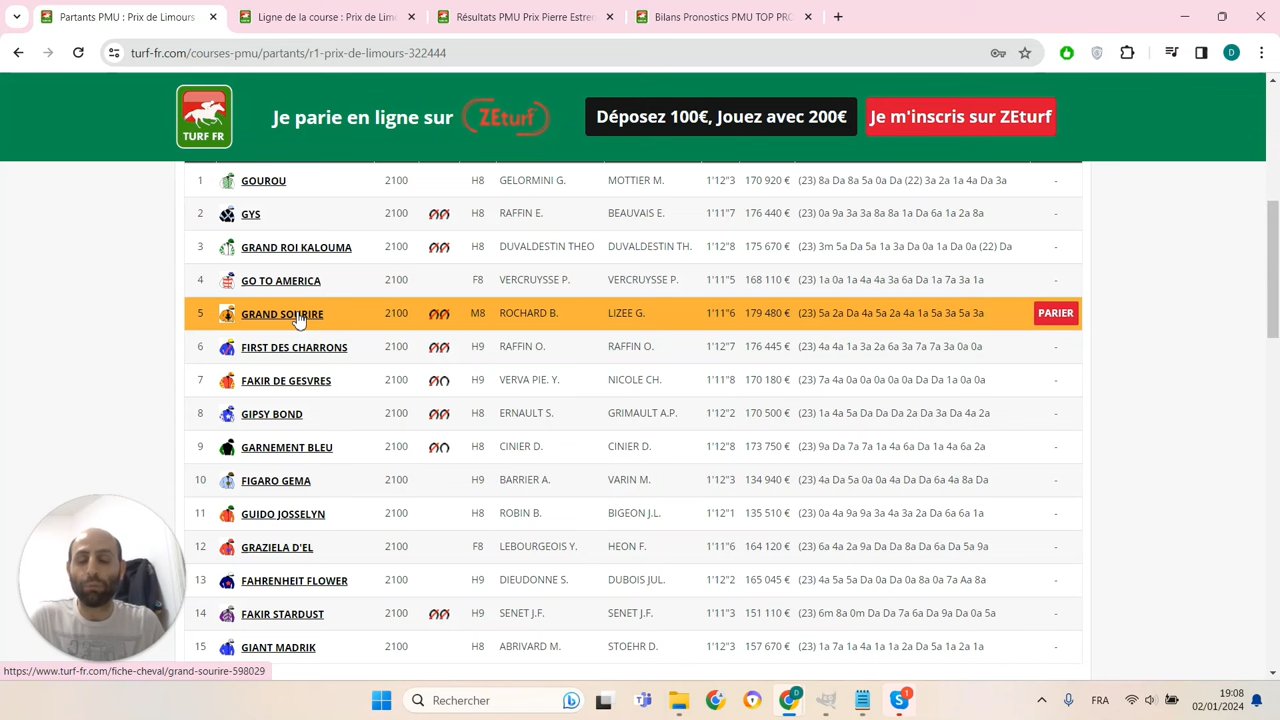 Partants PMU : Prix de Limours
Ligne de la course : Prix de Lim
Résultats PMU Prix Pierre Estren
Bilans Pronostics PMU TOP PRO
turf-fr.com/courses-pmu/partants/r1-prix-de-limours-322444
D
TURF FR
Je parie en ligne sur ZEturf
Déposez 100€, Jouez avec 200€
Je m'inscris sur ZEturf
1 GOUROU 2100 H8 GELORMINI G. MOTTIER M. 1'12"3 170 920 € (23) 8a Da 8a 5a 0a Da (22) 3a 2a 1a 4a Da 3a -
2 GYS 2100 H8 RAFFIN E. BEAUVAIS E. 1'11"7 176 440 € (23) 0a 9a 3a 3a 8a 8a 1a Da 6a 1a 2a 8a -
3 GRAND ROI KALOUMA 2100 H8 DUVALDESTIN THEO DUVALDESTIN TH. 1'12"8 175 670 € (23) 3m 5a Da 5a 1a 3a Da 0a 1a Da 0a (22) Da -
4 GO TO AMERICA 2100 F8 VERCRUYSSE P. VERCRUYSSE P. 1'11"5 168 110 € (23) 1a 0a 1a 4a 4a 3a 6a Da 1a 7a 3a 1a -
5 GRAND SOURIRE 2100 M8 ROCHARD B. LIZEE G. 1'11"6 179 480 € (23) 5a 2a Da 4a 5a 2a 4a 1a 5a 3a 5a 3a PARIER
6 FIRST DES CHARRONS 2100 H9 RAFFIN O. RAFFIN O. 1'12"7 176 445 € (23) 4a 4a 1a 3a 2a 6a 3a 7a 7a 3a 0a 0a -
7 FAKIR DE GESVRES 2100 H9 VERVA PIE. Y. NICOLE CH. 1'11"8 170 180 € (23) 7a 4a 0a 0a 0a 0a 0a Da Da 1a 0a 0a -
8 GIPSY BOND 2100 H8 ERNAULT S. GRIMAULT A.P. 1'12"2 170 500 € (23) 1a 4a 5a Da Da Da 2a Da 3a Da 4a 2a -
9 GARNEMENT BLEU 2100 H8 CINIER D. CINIER D. 1'12"8 173 750 € (23) 9a Da 7a 7a 1a 4a 6a Da 1a 4a 6a 2a -
10 FIGARO GEMA 2100 H9 BARRIER A. VARIN M. 1'12"3 134 940 € (23) 4a Da 5a 0a 0a 4a Da Da 6a 4a 8a Da -
11 GUIDO JOSSELYN 2100 H8 ROBIN B. BIGEON J.L. 1'12"1 135 510 € (23) 0a 4a 9a 9a 3a 4a 3a 2a Da 6a 6a 1a -
12 GRAZIELA D'EL 2100 F8 LEBOURGEOIS Y. HEON F. 1'11"6 164 120 € (23) 6a 4a 2a 9a Da Da 8a Da 6a Da 5a 9a -
13 FAHRENHEIT FLOWER 2100 H9 DIEUDONNE S. DUBOIS JUL. 1'12"2 165 045 € (23) 4a 5a 5a Da 0a Da 0a 8a 8a 7a Aa 8a -
14 FAKIR STARDUST 2100 H9 SENET J.F. SENET J.F. 1'11"3 151 110 € (23) 6m 8a 0m Da Da 7a 6a Da 9a Da 0a 5a -
15 GIANT MADRIK 2100 H8 ABRIVARD M. STOEHR D. 1'12"3 157 670 € (23) 1a 7a 1a 4a 1a 1a 2a Da 5a 1a 2a 1a -
https://www.turf-fr.com/fiche-cheval/grand-sourire-598029
Rechercher
D
1
FRA
19:08
02/01/2024